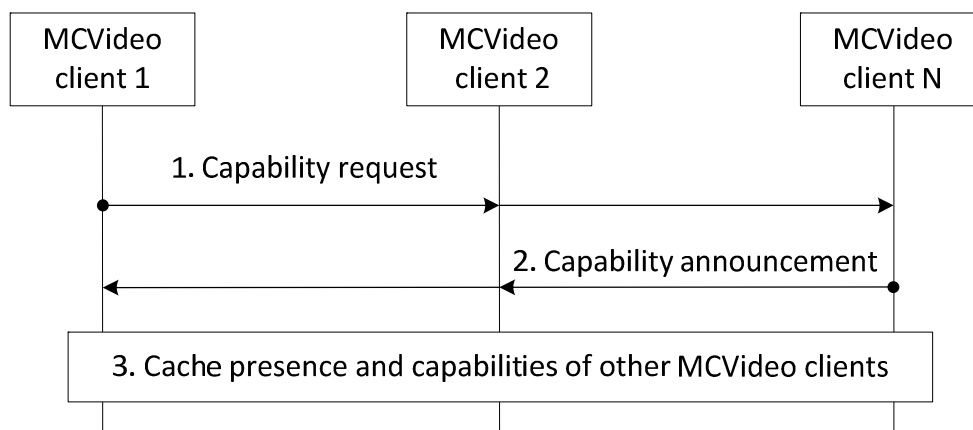 MCVideo
client 1
MCVideo
client 2
MCVideo
client N
1. Capability request
2. Capability announcement
3. Cache presence and capabilities of other MCVideo clients